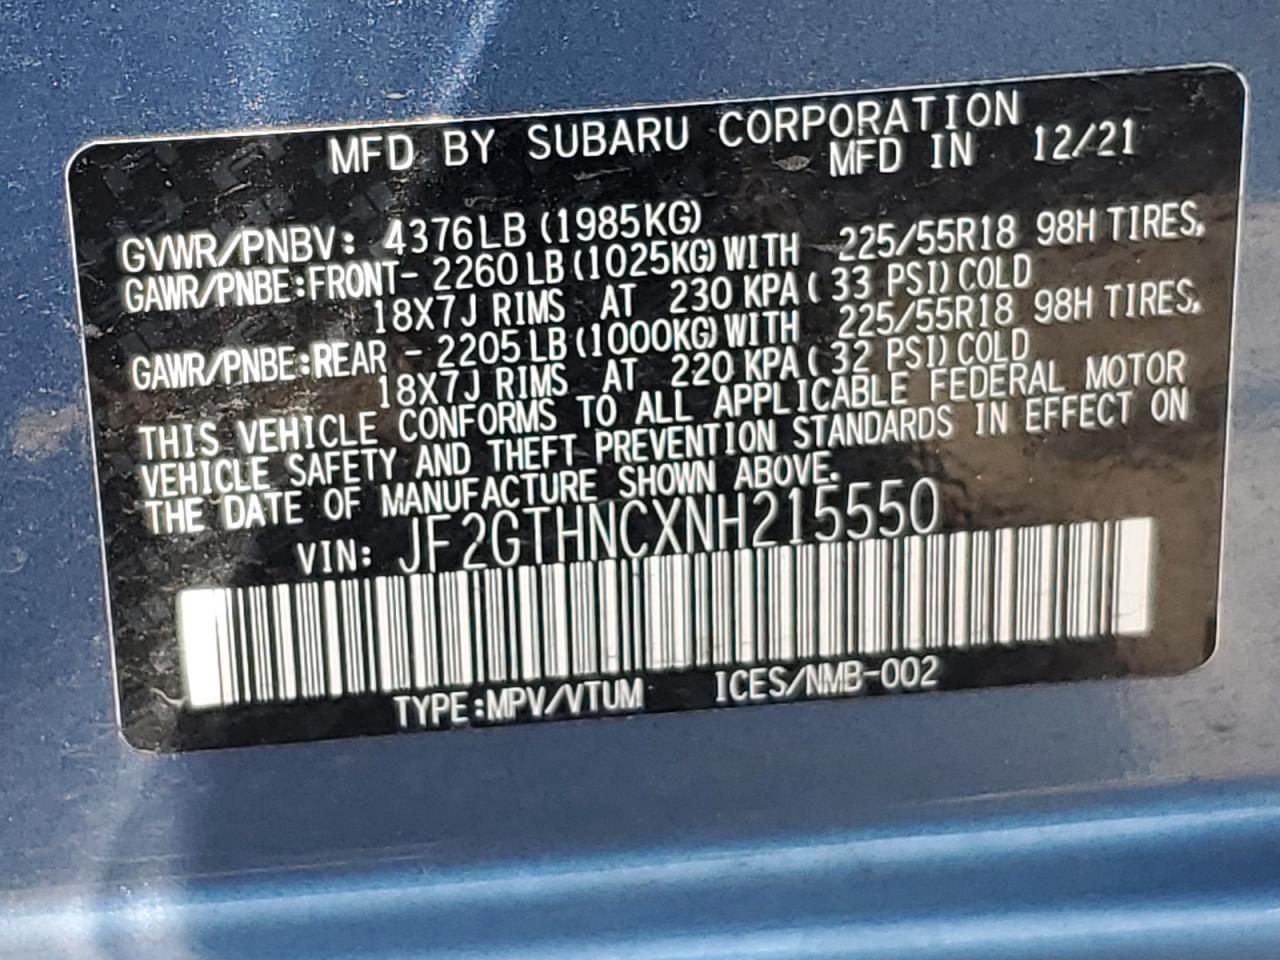 MFD BY SUBARU CORPORATION
MFD IN 12/21
GVWR/PNBV: 4376LB (1985KG)
GAWR/PNBE:FRONT- 2260LB (1025KG) WITH 225/55R18 98H TIRES,
18X7J RIMS AT 230 KPA ( 33 PSI) COLD
GAWR/PNBE:REAR - 2205LB (1000KG) WITH 225/55R18 98H TIRES,
18X7J RIMS AT 220 KPA ( 32 PSI) COLD
THIS VEHICLE CONFORMS TO ALL APPLICABLE FEDERAL MOTOR
VEHICLE SAFETY AND THEFT PREVENTION STANDARDS IN EFFECT ON
THE DATE OF MANUFACTURE SHOWN ABOVE.
VIN: JF2GTHNCXNH215550
TYPE:MPV/VTUM ICES/NMB-002